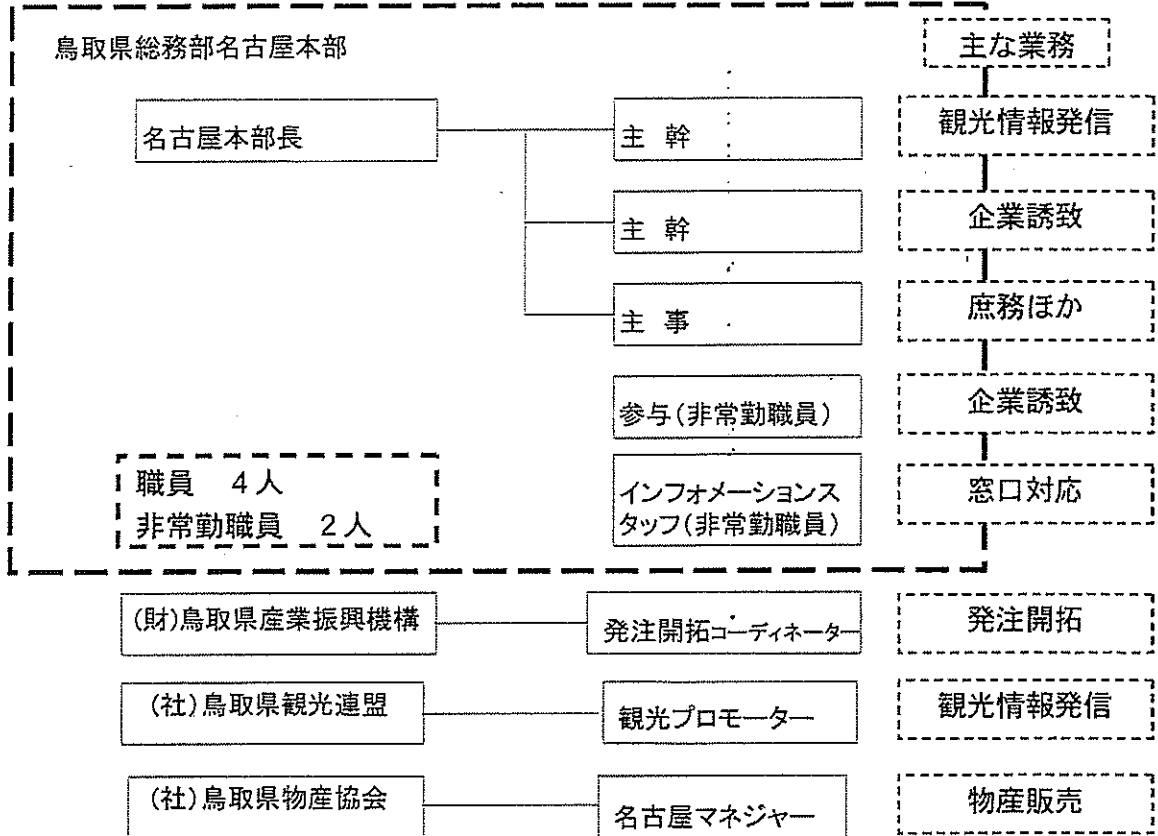 鳥取県総務部名古屋本部
主な業務
名古屋本部長
主 幹
観光情報発信
主 幹
企業誘致
主 事
庶務ほか
参与(非常勤職員)
企業誘致
職員 4人
非常勤職員 2人
インフォメーションス
タッフ(非常勤職員)
窓口対応
(財)鳥取県産業振興機構
発注開拓コーディネーター
発注開拓
(社)鳥取県観光連盟
観光プロモーター
観光情報発信
(社)鳥取県物産協会
名古屋マネジャー
物産販売